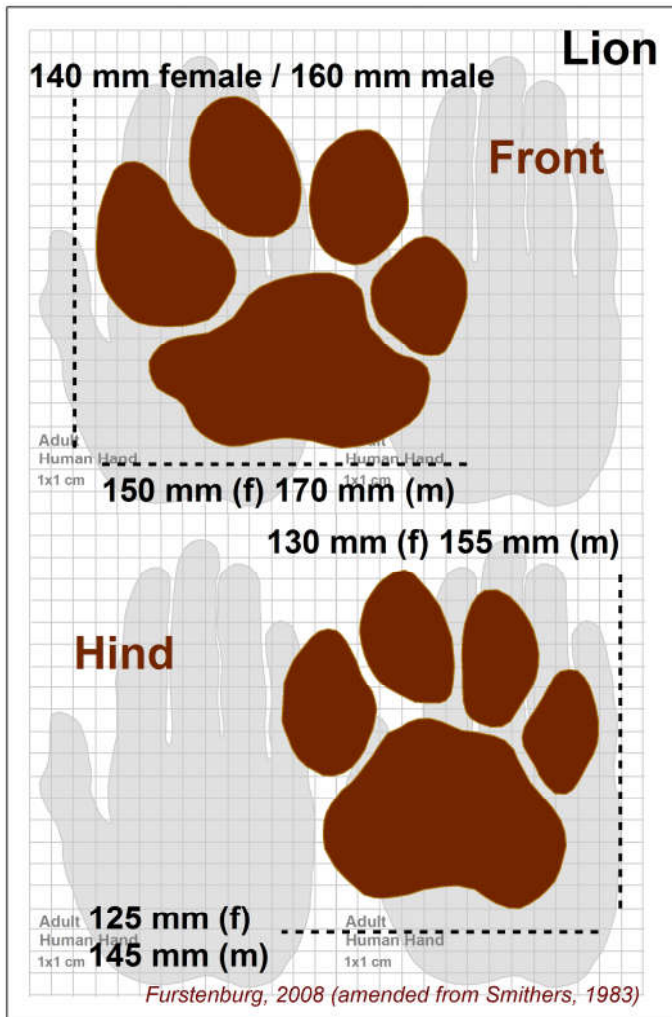 Lion
140 mm female / 160 mm male
Front
Adult
Human Hand
1x1 cm
Human Hand
1x1 cm
150 mm (f) 170 mm (m)
130 mm (f) 155 mm (m)
Hind
Adult
Human Hand
1x1 cm
125 mm (f)
145 mm (m)
Adult
Human Hand
1x1 cm
Furstenburg, 2008 (amended from Smithers, 1983)